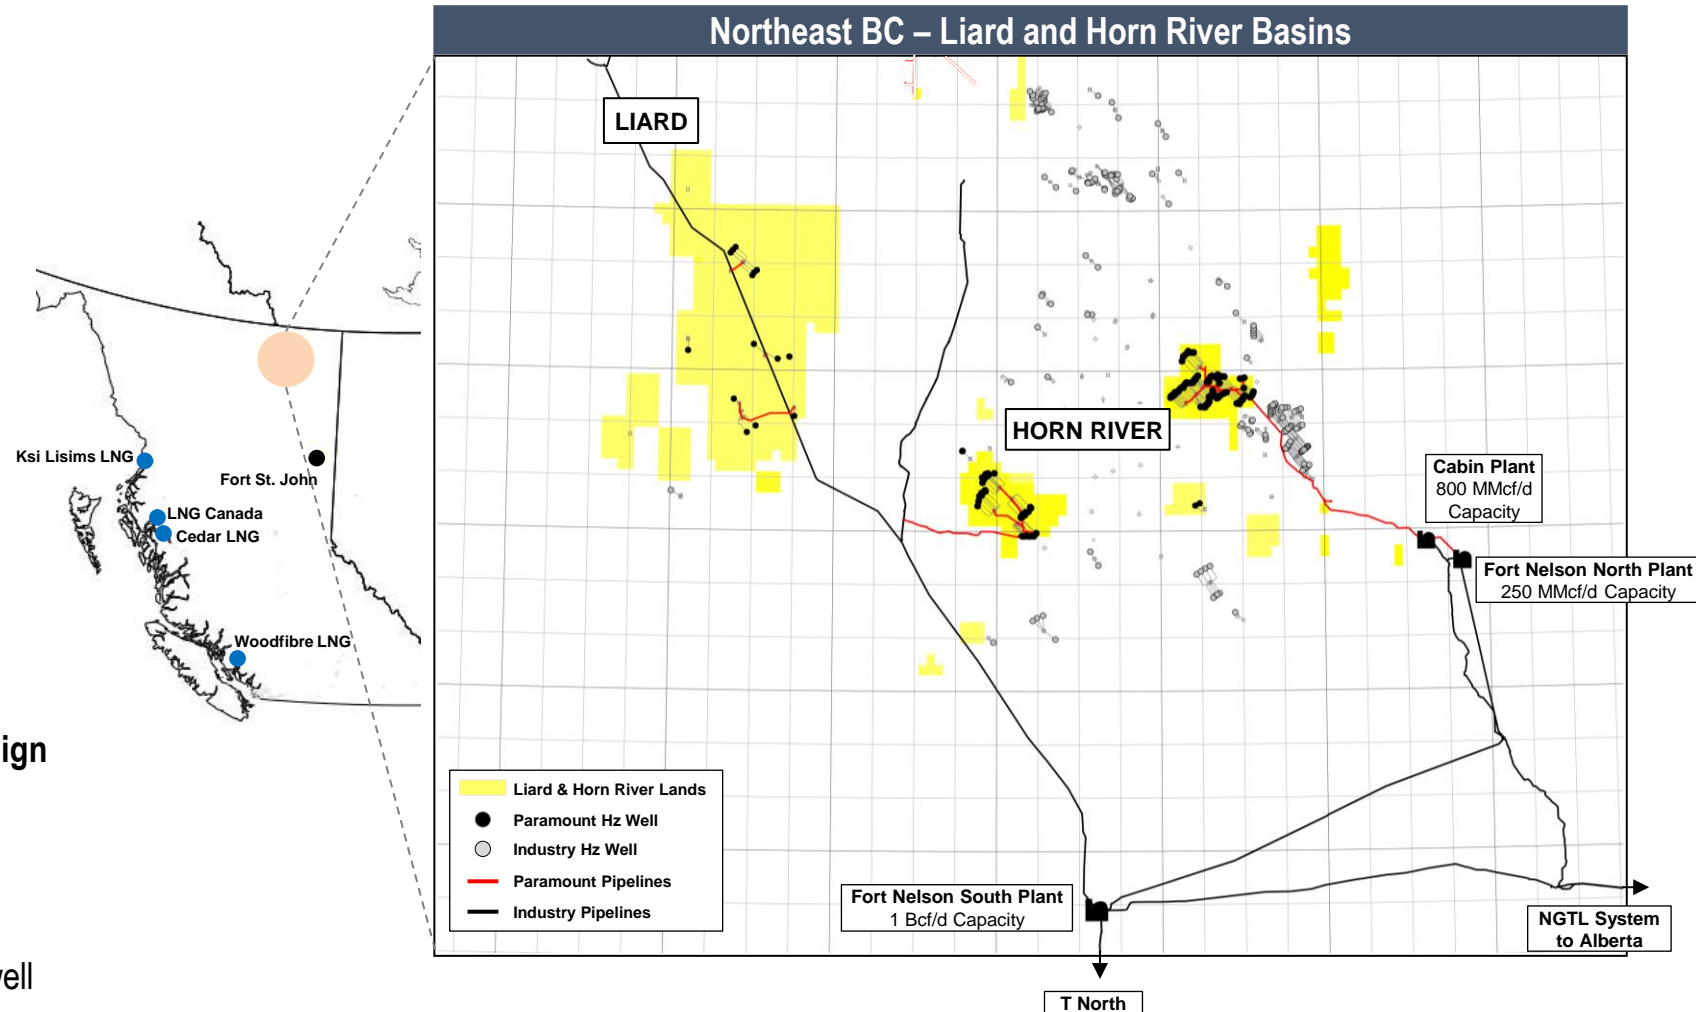 Northeast BC – Liard and Horn River Basins
LIARD
HORN RIVER
Ksi Lisims LNG
Fort St. John
LNG Canada
Cedar LNG
Woodfibre LNG
Cabin Plant
800 MMcf/d
Capacity
Fort Nelson North Plant
250 MMcf/d Capacity
ign
Liard & Horn River Lands
Paramount Hz Well
Industry Hz Well
Paramount Pipelines
Industry Pipelines
Fort Nelson South Plant
1 Bcf/d Capacity
NGTL System
to Alberta
ell
T North